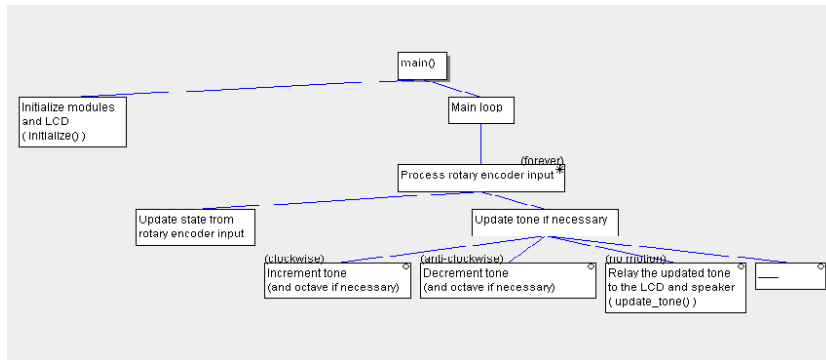 main()
Initialize modules
and LCD
( initialize() )
Main loop
(forever)
Process rotary encoder input
*
Update state from
rotary encoder input
Update tone if necessary
(clockwise)
Increment tone
(and octave if necessary)
(anti-clockwise)
Decrement tone
(and octave if necessary)
(no motion)
Relay the updated tone
to the LCD and speaker
( update_tone() )